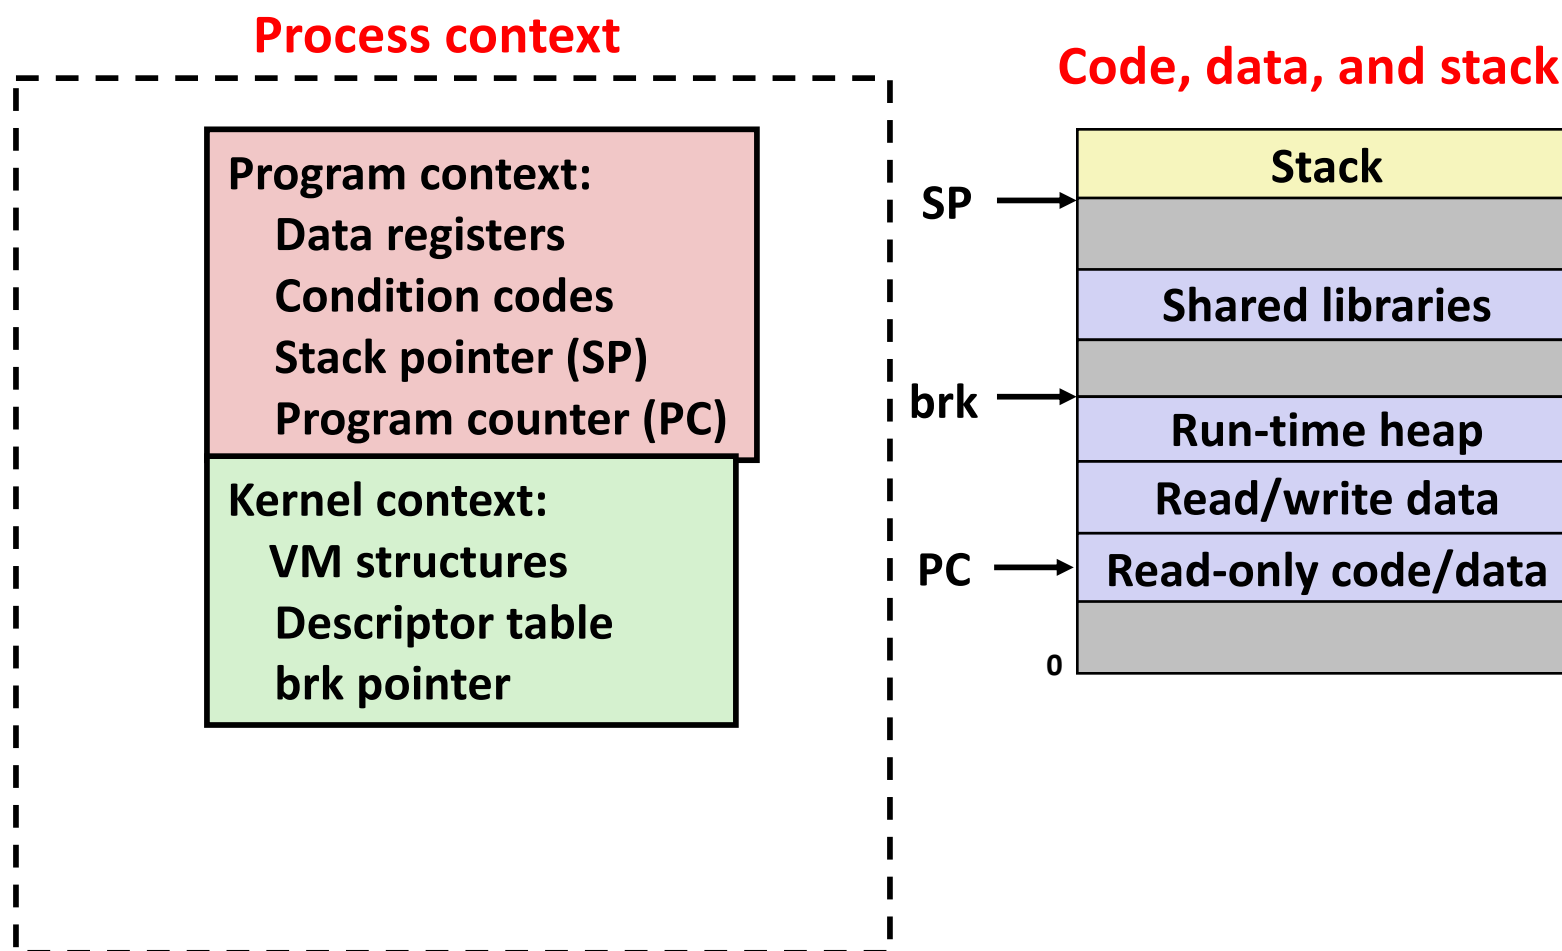 Process context
Program context:
Data registers
Condition codes
Stack pointer (SP)
Program counter (PC)
Kernel context:
VM structures
Descriptor table
brk pointer
Code, data, and stack
Stack
SP
Shared libraries
brk
Run-time heap
Read/write data
PC
Read-only code/data
0